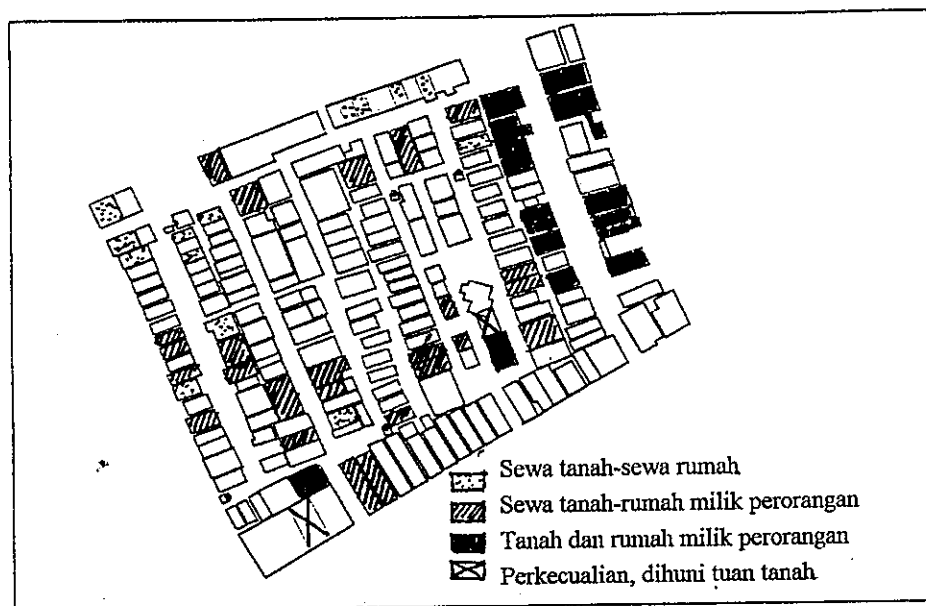 Sewa tanah-sewa rumah
Sewa tanah-rumah milik perorangan
Tanah dan rumah milik perorangan
Perkecualian, dihuni tuan tanah